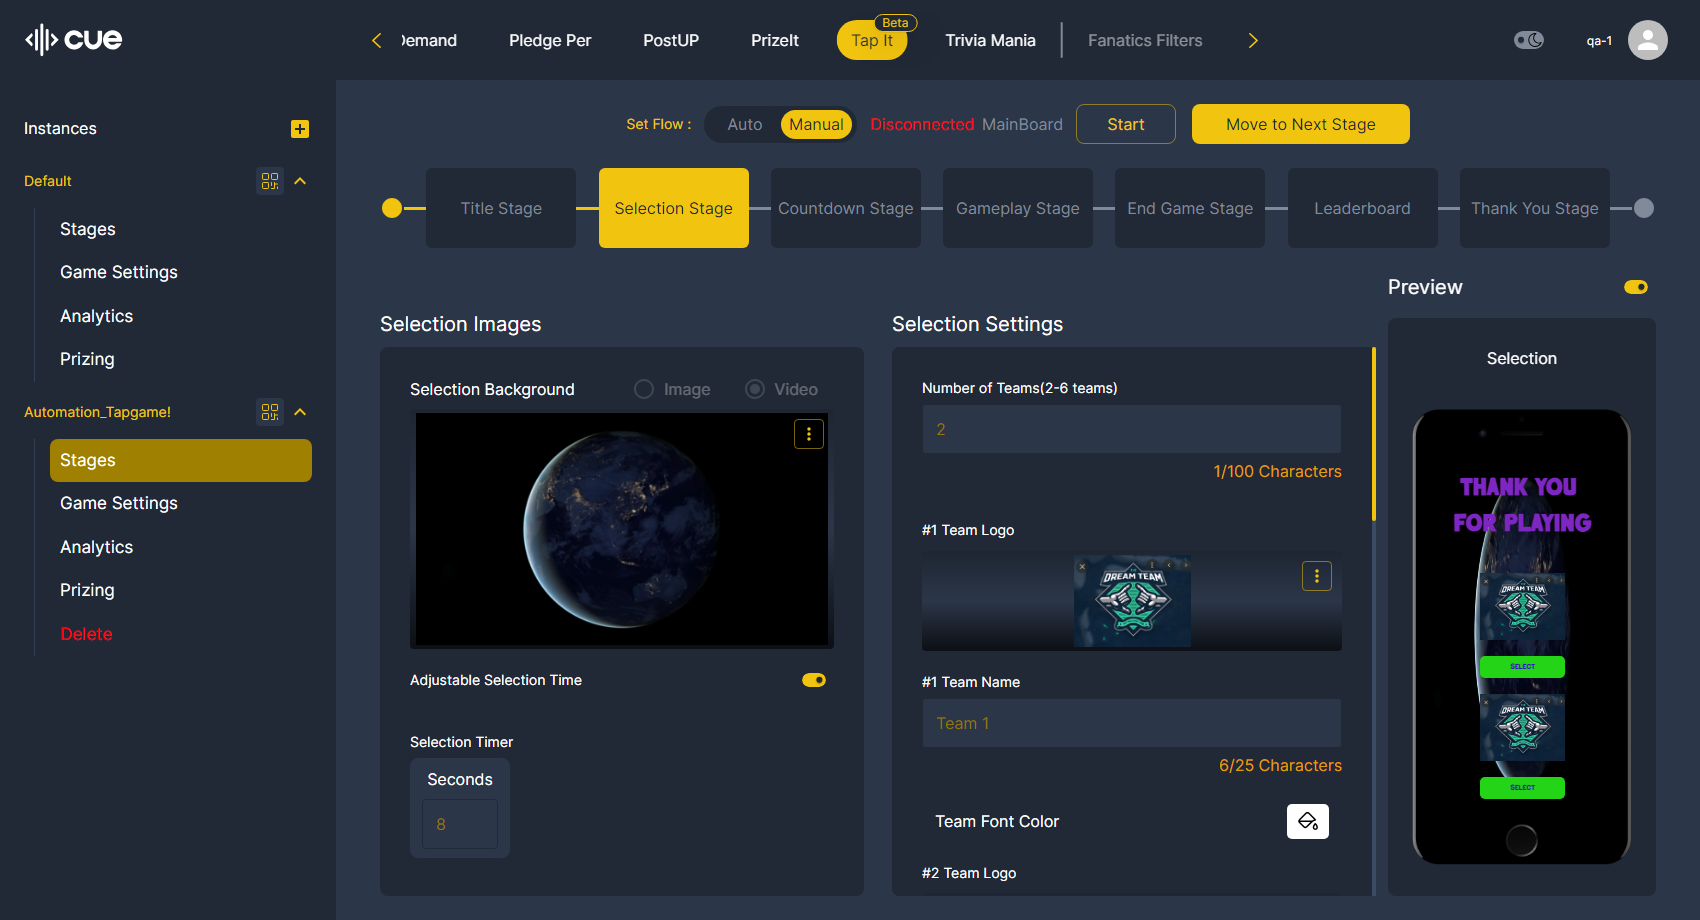 cue
Demand
Pledge Per
PostUP
PrizeIt
Tap It
Beta
Trivia Mania
Fanatics Filters
qa-1
Instances
Default
Stages
Game Settings
Analytics
Prizing
Automation_Tapgame!
Stages
Game Settings
Analytics
Prizing
Delete
Set Flow :
Auto
Manual
Disconnected MainBoard
Start
Move to Next Stage
Title Stage
Selection Stage
Countdown Stage
Gameplay Stage
End Game Stage
Leaderboard
Thank You Stage
Selection Images
Selection Background
Image
Video
Adjustable Selection Time
Selection Timer
Seconds
8
Selection Settings
Number of Teams(2-6 teams)
2
1/100 Characters
#1 Team Logo
DREAM TEAM
#1 Team Name
Team 1
6/25 Characters
Team Font Color
#2 Team Logo
Preview
Selection
THANK YOU
FOR PLAYING
DREAM TEAM
SELECT
DREAM TEAM
SELECT